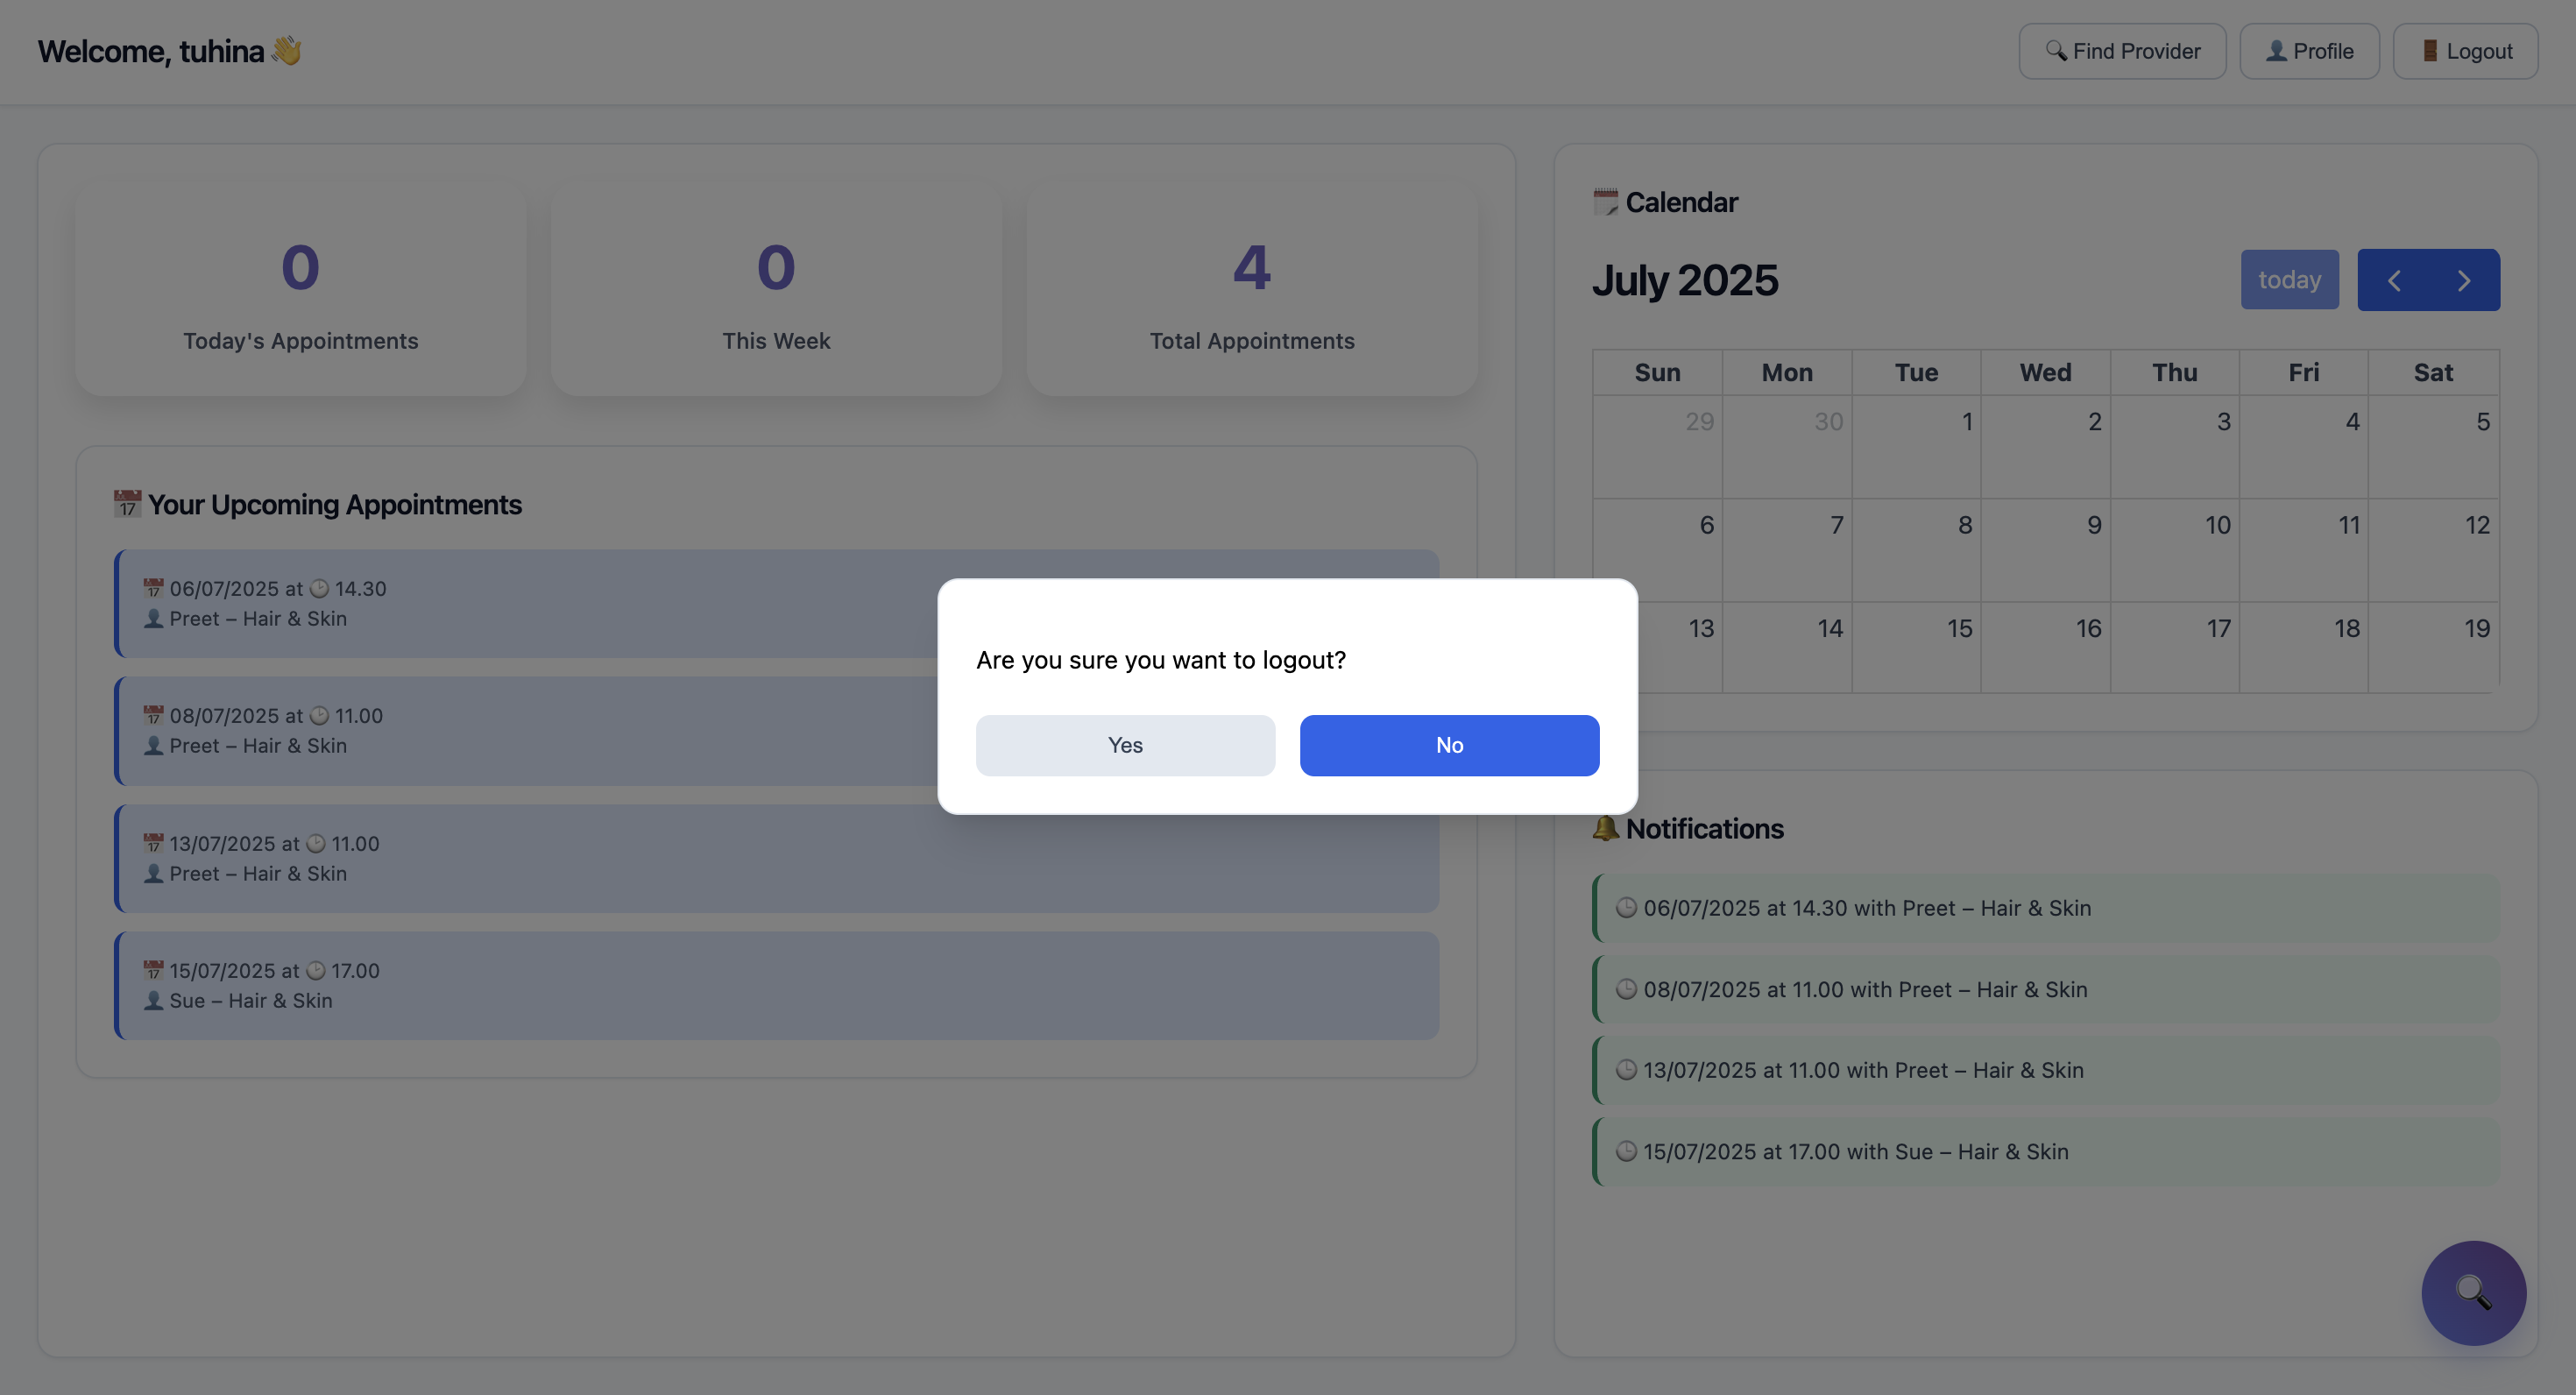 Welcome, tuhina 👋
🔍 Find Provider
👤 Profile
🚪 Logout
0
Today's Appointments
0
This Week
4
Total Appointments
📅 Your Upcoming Appointments
📅 06/07/2025 at 🕒 14.30
👤 Preet – Hair & Skin
📅 08/07/2025 at 🕒 11.00
👤 Preet – Hair & Skin
📅 13/07/2025 at 🕒 11.00
👤 Preet – Hair & Skin
📅 15/07/2025 at 🕒 17.00
👤 Sue – Hair & Skin
Are you sure you want to logout?
Yes No
🗓️ Calendar
July 2025
today
Sun Mon Tue Wed Thu Fri Sat
29 30 1 2 3 4 5
6 7 8 9 10 11 12
13 14 15 16 17 18 19
🔔 Notifications
🕒 06/07/2025 at 14.30 with Preet – Hair & Skin
🕒 08/07/2025 at 11.00 with Preet – Hair & Skin
🕒 13/07/2025 at 11.00 with Preet – Hair & Skin
🕒 15/07/2025 at 17.00 with Sue – Hair & Skin